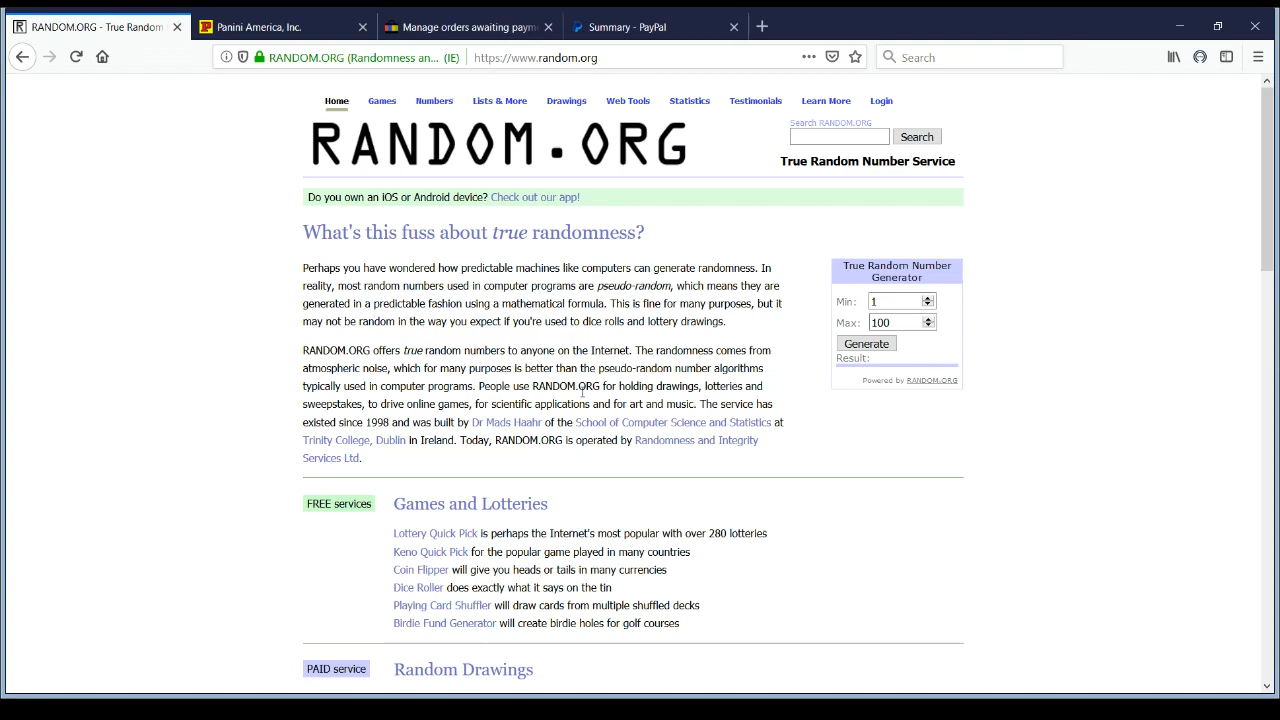 RANDOM.ORG - True Random
Panini America, Inc.
Manage orders awaiting payme
Summary - PayPal
RANDOM.ORG (Randomness an... (IE)
https://www.random.org
Search
Home Games Numbers Lists & More Drawings Web Tools Statistics Testimonials Learn More Login
RANDOM.ORG
Search RANDOM.ORG
Search
True Random Number Service
Do you own an iOS or Android device? Check out our app!
What's this fuss about true randomness?
Perhaps you have wondered how predictable machines like computers can generate randomness. In
reality, most random numbers used in computer programs are pseudo-random, which means they are
generated in a predictable fashion using a mathematical formula. This is fine for many purposes, but it
may not be random in the way you expect if you're used to dice rolls and lottery drawings.
RANDOM.ORG offers true random numbers to anyone on the Internet. The randomness comes from
atmospheric noise, which for many purposes is better than the pseudo-random number algorithms
typically used in computer programs. People use RANDOM.ORG for holding drawings, lotteries and
sweepstakes, to drive online games, for scientific applications and for art and music. The service has
existed since 1998 and was built by Dr Mads Haahr of the School of Computer Science and Statistics at
Trinity College, Dublin in Ireland. Today, RANDOM.ORG is operated by Randomness and Integrity
Services Ltd.
True Random Number
Generator
Min: 1
Max: 100
Generate
Result:
Powered by RANDOM.ORG
FREE services
Games and Lotteries
Lottery Quick Pick is perhaps the Internet's most popular with over 280 lotteries
Keno Quick Pick for the popular game played in many countries
Coin Flipper will give you heads or tails in many currencies
Dice Roller does exactly what it says on the tin
Playing Card Shuffler will draw cards from multiple shuffled decks
Birdie Fund Generator will create birdie holes for golf courses
PAID service
Random Drawings